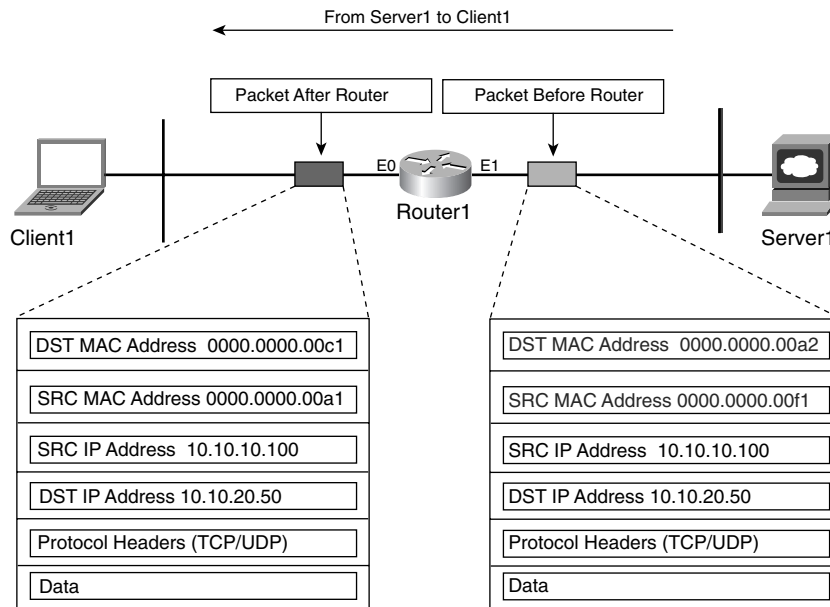 From Server1 to Client1
Packet After Router
Packet Before Router
E0
E1
Router1
Client1
Server1
DST MAC Address 0000.0000.00c1
SRC MAC Address 0000.0000.00a1
SRC IP Address 10.10.10.100
DST IP Address 10.10.20.50
Protocol Headers (TCP/UDP)
Data
DST MAC Address 0000.0000.00a2
SRC MAC Address 0000.0000.00f1
SRC IP Address 10.10.10.100
DST IP Address 10.10.20.50
Protocol Headers (TCP/UDP)
Data